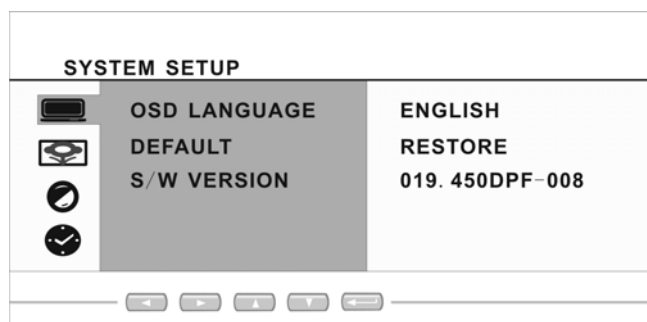 SYSTEM SETUP
OSD LANGUAGE ENGLISH
DEFAULT RESTORE
S/W VERSION 019. 450DPF-008